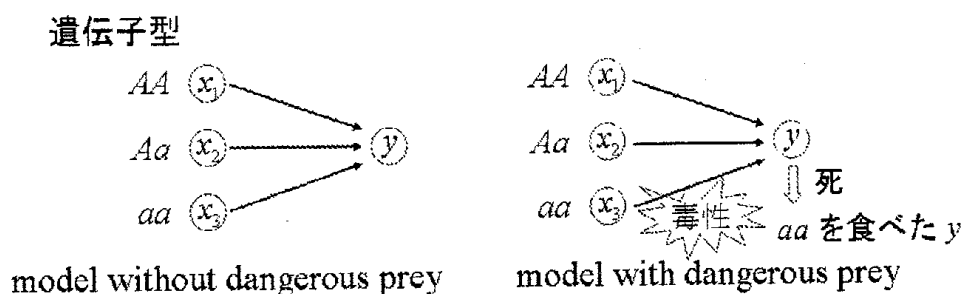 遺伝子型
AA x₁
Aa x₂ y
aa x₃
model without dangerous prey
AA x₁
Aa x₂ y
aa x₃ 毒性
死
aa を食べた y
model with dangerous prey